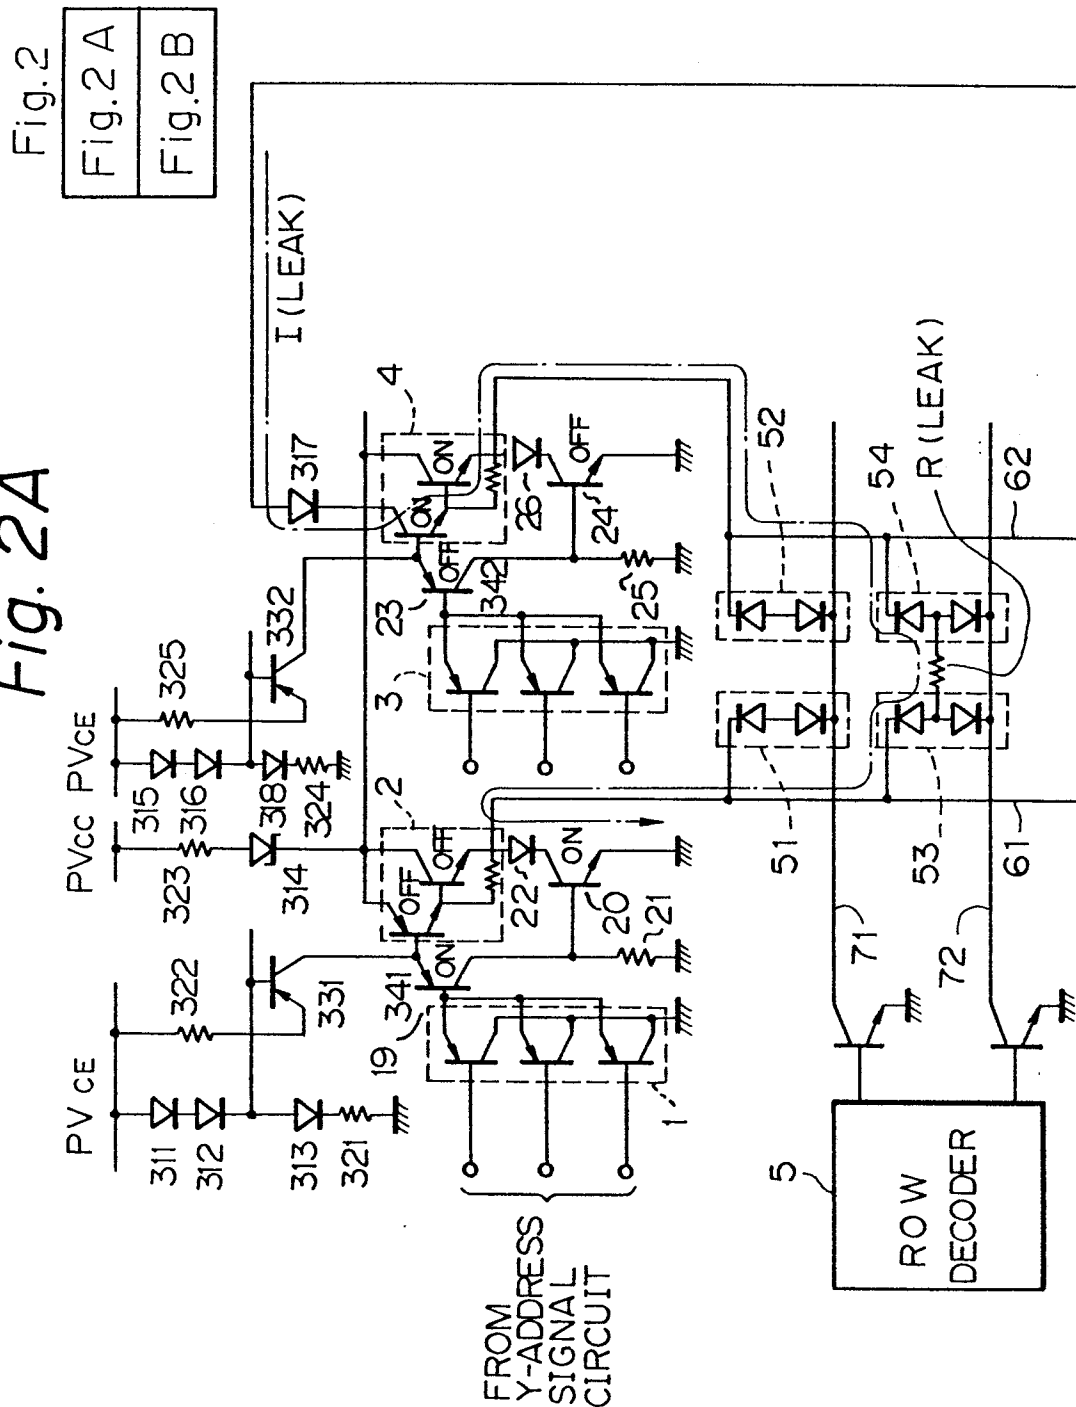 Fig. 2A
Fig.2
Fig.2 A
Fig.2 B
PV CE
PVCC
PVCE
311
312
313
321
322
331
323
314
315
316
318
324
325
332
317
I (LEAK)
19
341
1
2
OFF
OFF
ON
22
ON
20
21
3
23
OFF
342
4
ON
ON
26
OFF
24
25
FROM
Y-ADDRESS
SIGNAL
CIRCUIT
51
52
53
54
R (LEAK)
61
62
71
72
5
ROW
DECODER